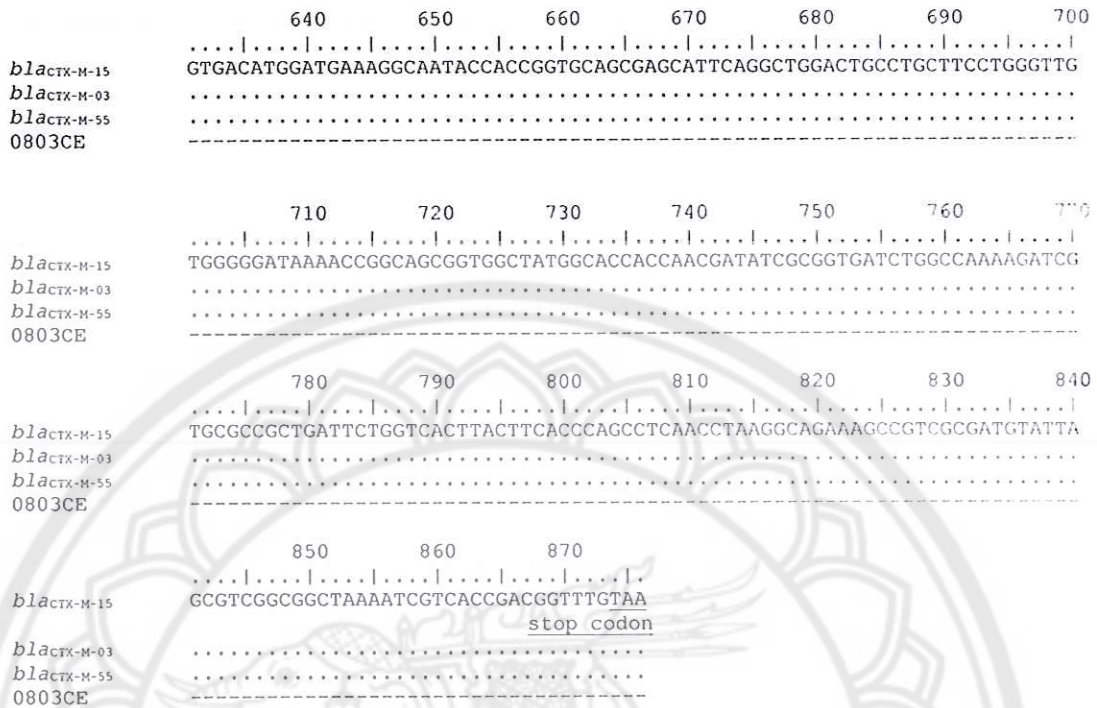 640 650 660 670 680 690 700
....|....|....|....|....|....|....|....|....|....|....|....|....|....|
blaCTX-M-15 GTGACATGGATGAAAGGCAATACCACCGGTGCAGCGAGCATTCAGGCTGGACTGCCTGCTTCCTGGGTTG
blaCTX-M-03 ......................................................................
blaCTX-M-55 ......................................................................
0803CE ----------------------------------------------------------------------
710 720 730 740 750 760 770
....|....|....|....|....|....|....|....|....|....|....|....|....|....|
blaCTX-M-15 TGGGGGATAAAACCGGCAGCGGTGGCTATGGCACCACCAACGATATCGCGGTGATCTGGCCAAAAGATCG
blaCTX-M-03 ......................................................................
blaCTX-M-55 ......................................................................
0803CE ----------------------------------------------------------------------
780 790 800 810 820 830 840
....|....|....|....|....|....|....|....|....|....|....|....|....|....|
blaCTX-M-15 TGCGCCGCTGATTCTGGTCACTTACTTCACCCAGCCTCAACCTAAGGCAGAAAGCCGTCGCGATGTATTA
blaCTX-M-03 ......................................................................
blaCTX-M-55 ......................................................................
0803CE ----------------------------------------------------------------------
850 860 870
....|....|....|....|....|....|....|.
blaCTX-M-15 GCGTCGGCGGCTAAAATCGTCACCGACGGTTTGTAA
stop codon
blaCTX-M-03 ....................................
blaCTX-M-55 ....................................
0803CE ------------------------------------